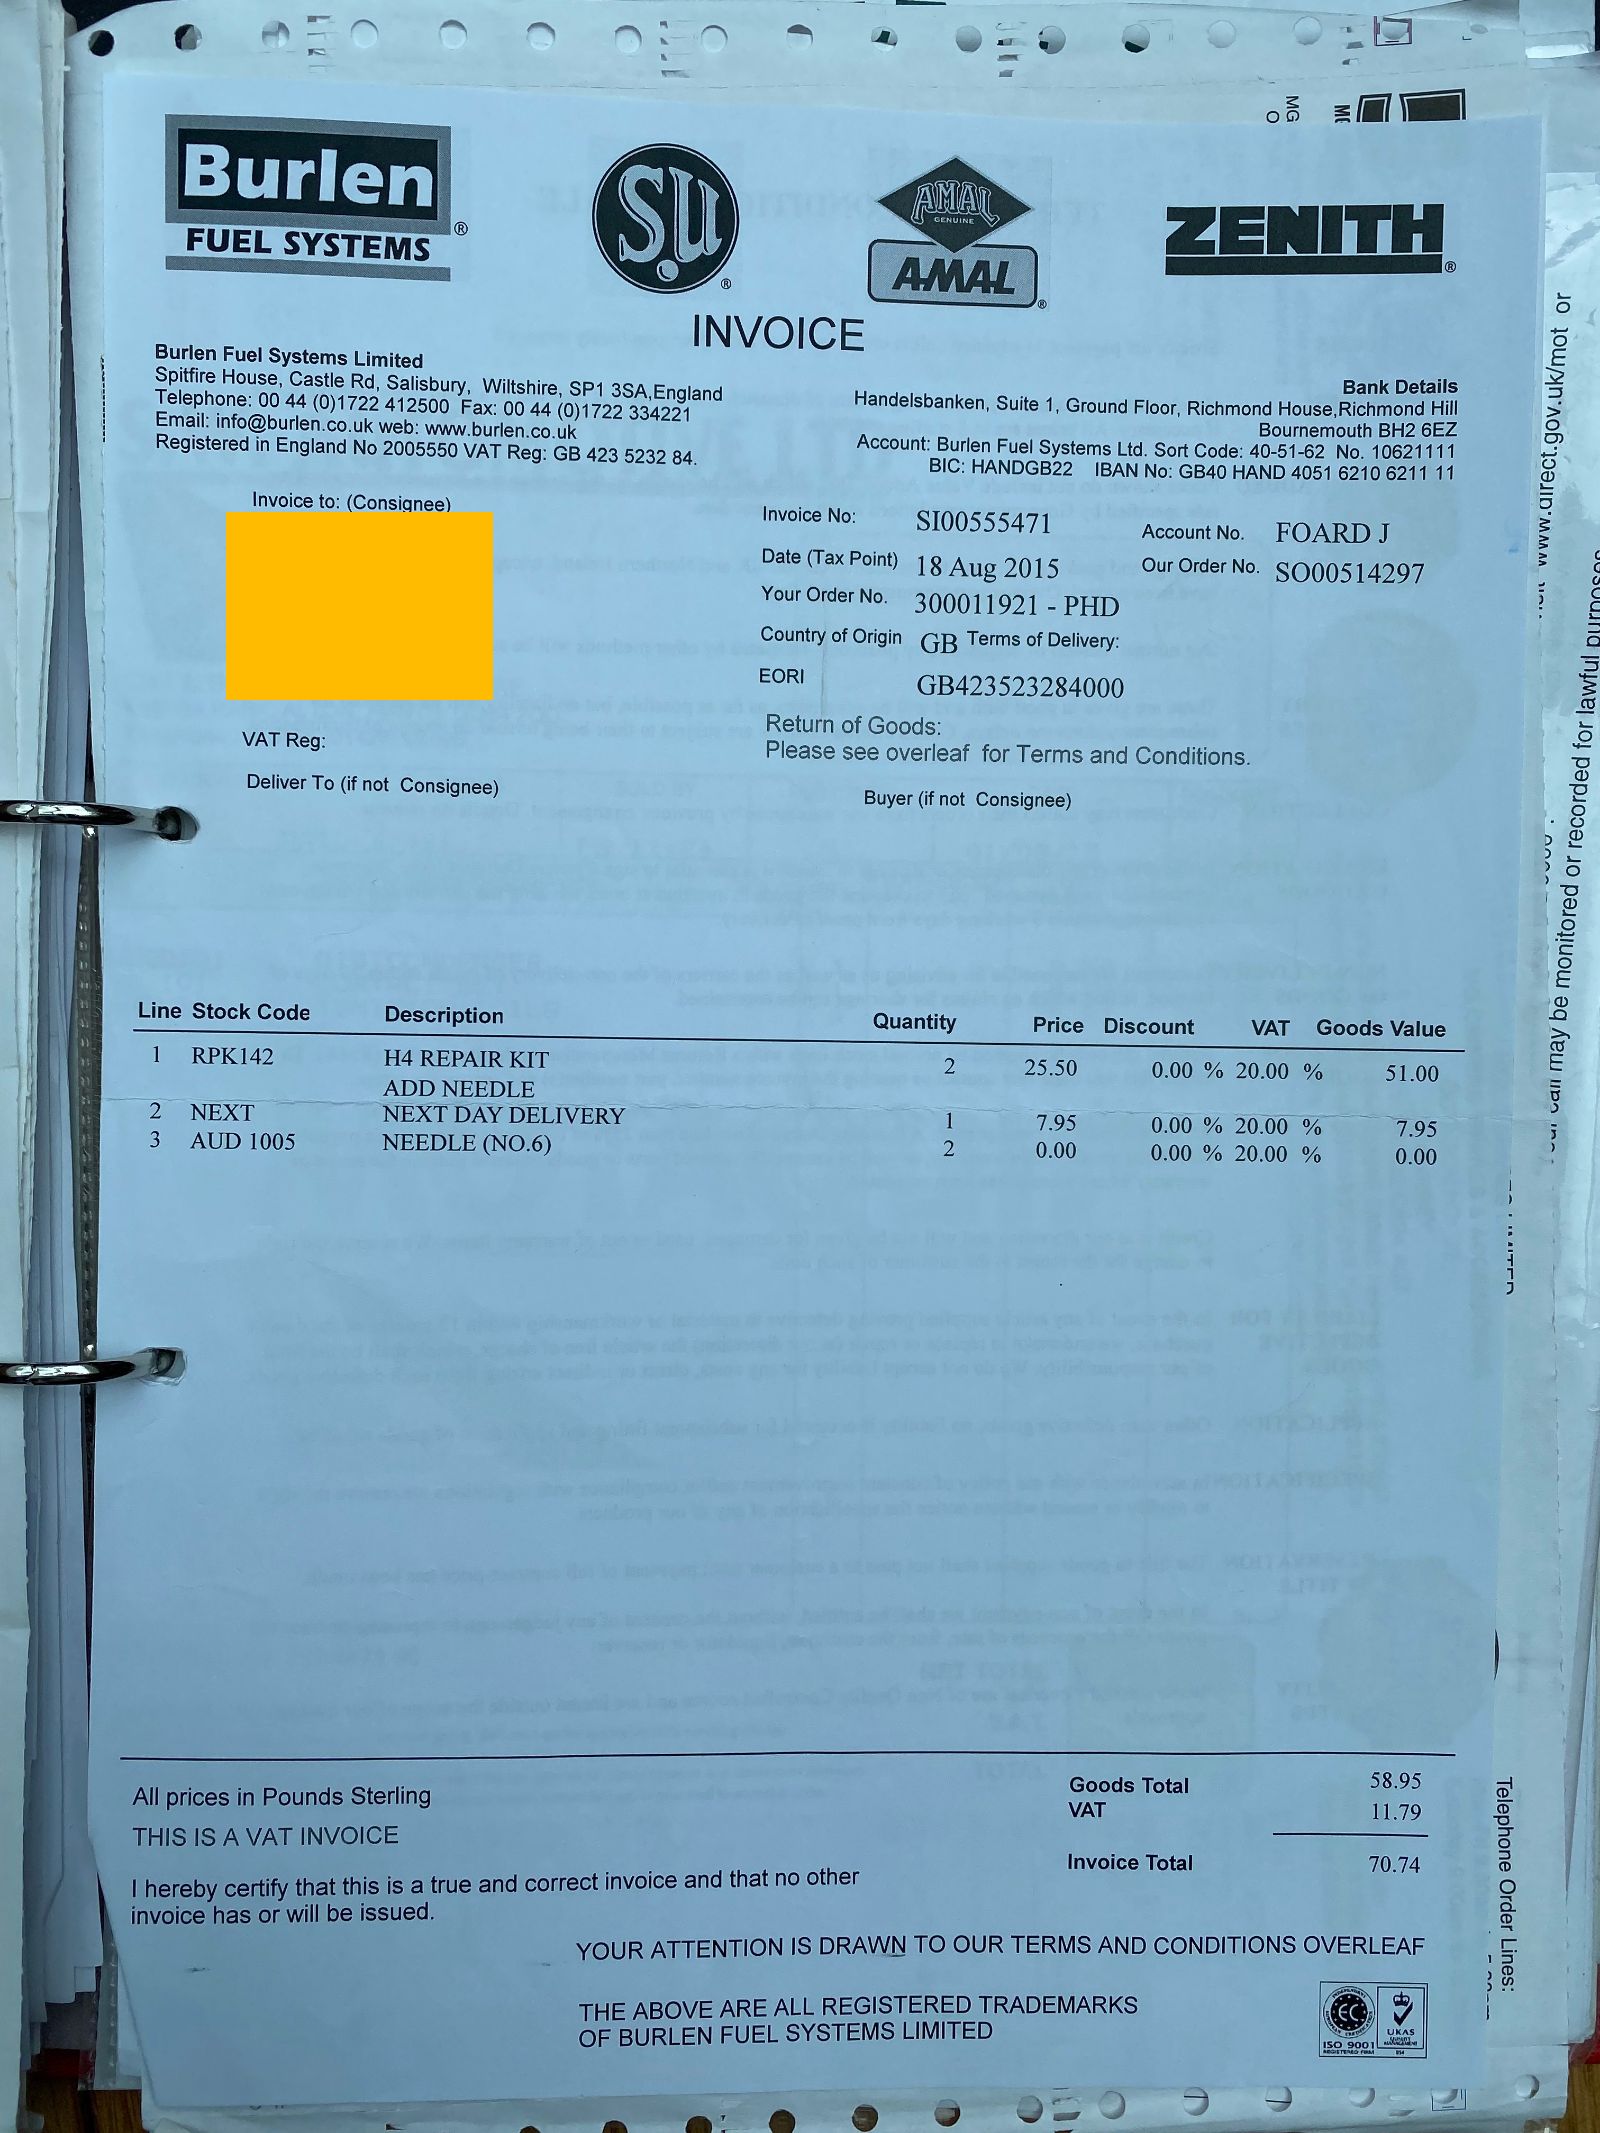 Burlen®
FUEL SYSTEMS
SU®
AMAL
GENUINE
AMAL®
ZENITH®
INVOICE
Burlen Fuel Systems Limited
Spitfire House, Castle Rd, Salisbury, Wiltshire, SP1 3SA,England
Telephone: 00 44 (0)1722 412500 Fax: 00 44 (0)1722 334221
Email: info@burlen.co.uk web: www.burlen.co.uk
Registered in England No 2005550 VAT Reg: GB 423 5232 84.
Bank Details
Handelsbanken, Suite 1, Ground Floor, Richmond House,Richmond Hill
Bournemouth BH2 6EZ
Account: Burlen Fuel Systems Ltd. Sort Code: 40-51-62 No. 10621111
BIC: HANDGB22 IBAN No: GB40 HAND 4051 6210 6211 11
Invoice to: (Consignee)
Invoice No: SI00555471 Account No. FOARD J
Date (Tax Point) 18 Aug 2015 Our Order No. SO00514297
Your Order No. 300011921 - PHD
Country of Origin GB Terms of Delivery:
EORI GB423523284000
Return of Goods:
Please see overleaf for Terms and Conditions.
VAT Reg:
Deliver To (if not Consignee)
Buyer (if not Consignee)
Line Stock Code Description Quantity Price Discount VAT Goods Value
1 RPK142 H4 REPAIR KIT 2 25.50 0.00 % 20.00 % 51.00
ADD NEEDLE
2 NEXT NEXT DAY DELIVERY 1 7.95 0.00 % 20.00 % 7.95
3 AUD 1005 NEEDLE (NO.6) 2 0.00 0.00 % 20.00 % 0.00
All prices in Pounds Sterling
THIS IS A VAT INVOICE
I hereby certify that this is a true and correct invoice and that no other
invoice has or will be issued.
Goods Total 58.95
VAT 11.79
Invoice Total 70.74
YOUR ATTENTION IS DRAWN TO OUR TERMS AND CONDITIONS OVERLEAF
THE ABOVE ARE ALL REGISTERED TRADEMARKS
OF BURLEN FUEL SYSTEMS LIMITED
EC
ISO 9001
REGISTERED FIRM
UKAS
QUALITY
MANAGEMENT
MG
www.direct.gov.uk/mot or
call may be monitored or recorded for lawful purposes
Telephone Order Lines: